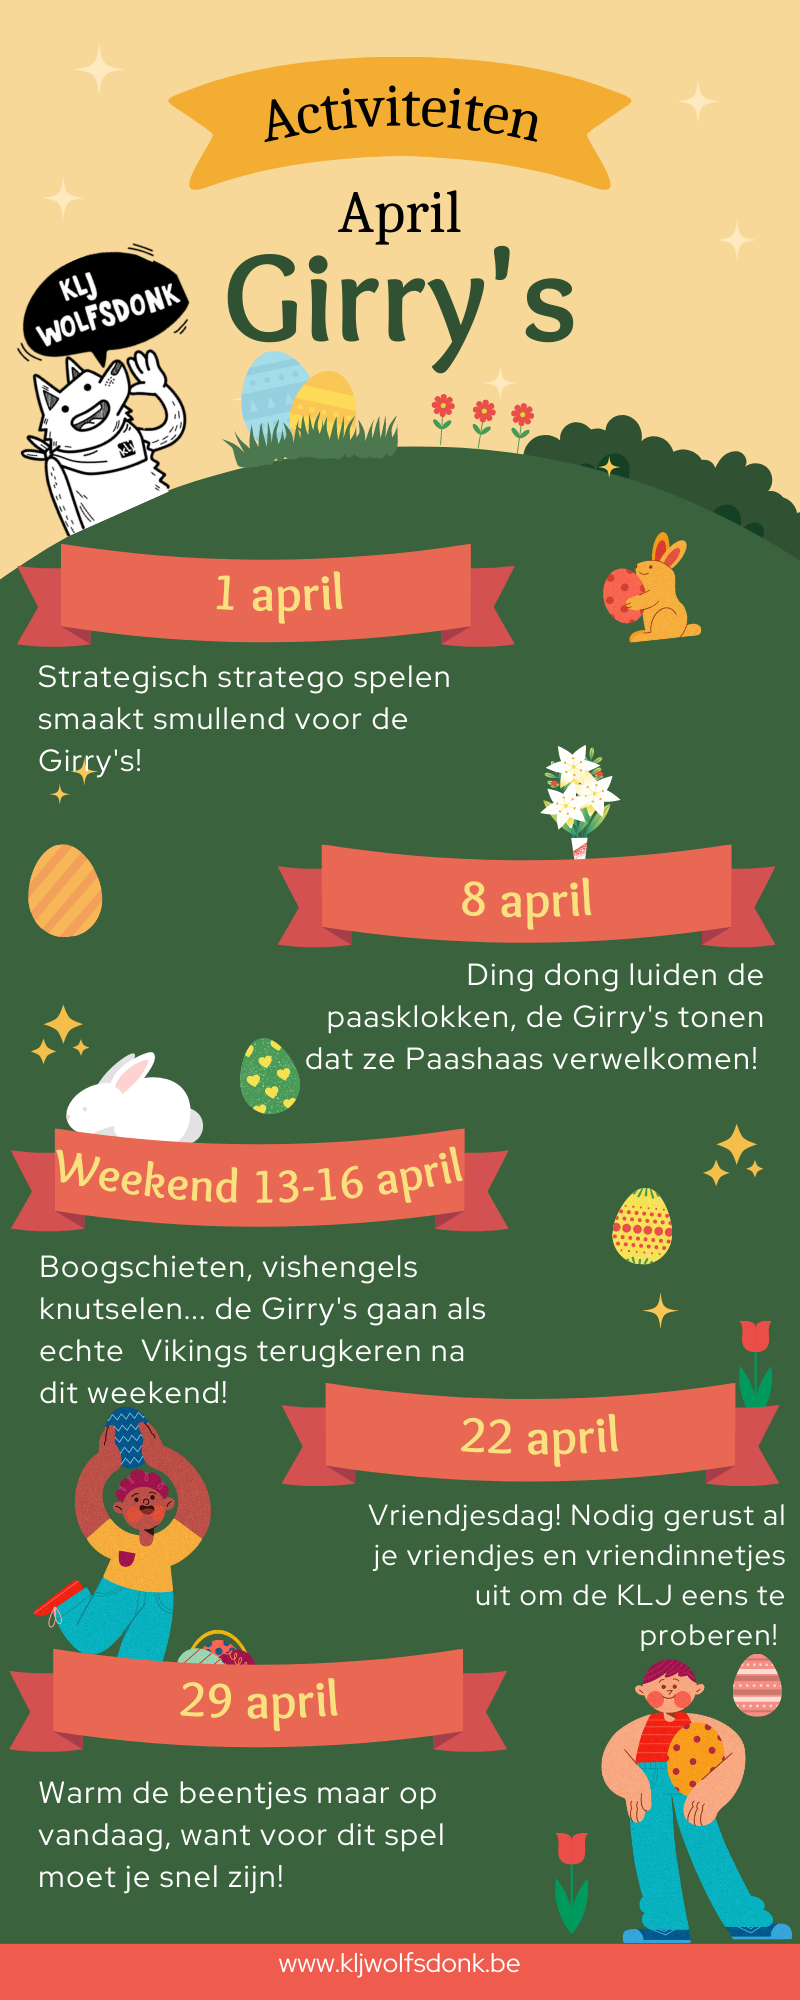 Activiteiten
April
Girry's
KLJ
WOLFSDONK
KLJ
1 april
Strategisch stratego spelen
smaakt smullend voor de
Girry's!
8 april
Ding dong luiden de
paasklokken, de Girry's tonen
dat ze Paashaas verwelkomen!
Weekend 13-16 april
Boogschieten, vishengels
knutselen... de Girry's gaan als
echte  Vikings terugkeren na
dit weekend!
22 april
Vriendjesdag! Nodig gerust al
je vriendjes en vriendinnetjes
uit om de KLJ eens te
proberen!
29 april
Warm de beentjes maar op
vandaag, want voor dit spel
moet je snel zijn!
www.kljwolfsdonk.be